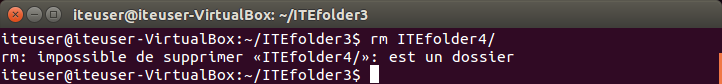 iteuser@iteuser-VirtualBox: ~/ITEfolder3
iteuser@iteuser-VirtualBox:~/ITEfolder3$ rm ITEfolder4/
rm: impossible de supprimer «ITEfolder4/»: est un dossier
iteuser@iteuser-VirtualBox:~/ITEfolder3$